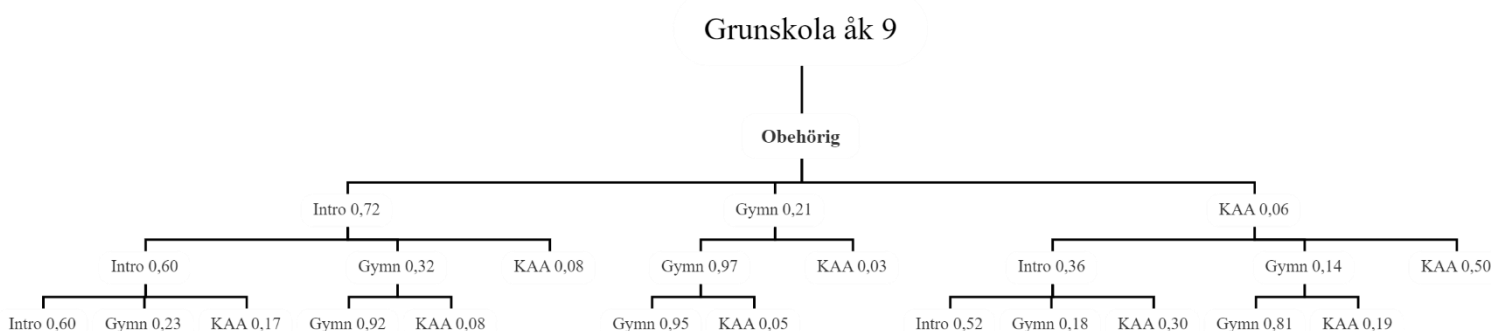 Grunskola åk 9
Obehörig
Intro 0,72 Gymn 0,21 KAA 0,06
Intro 0,60 Gymn 0,32 KAA 0,08 Gymn 0,97 KAA 0,03 Intro 0,36 Gymn 0,14 KAA 0,50
Intro 0,60 Gymn 0,23 KAA 0,17 Gymn 0,92 KAA 0,08 Gymn 0,95 KAA 0,05 Intro 0,52 Gymn 0,18 KAA 0,30 Gymn 0,81 KAA 0,19